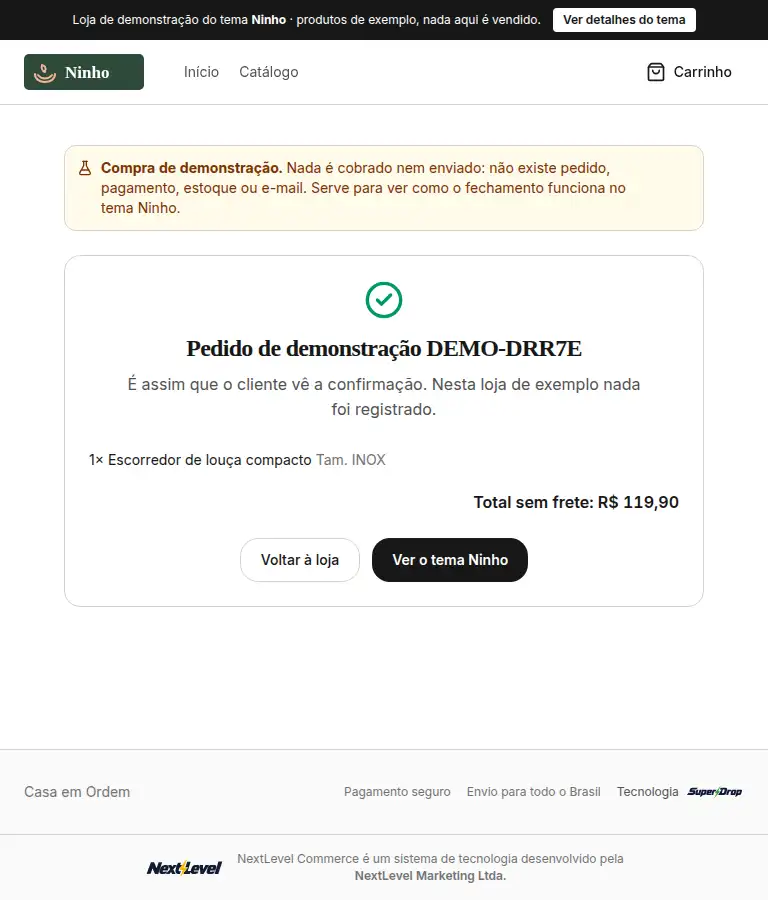 Loja de demonstração do tema Ninho · produtos de exemplo, nada aqui é vendido. Ver detalhes do tema
Ninho Início Catálogo Carrinho
Compra de demonstração. Nada é cobrado nem enviado: não existe pedido,
pagamento, estoque ou e-mail. Serve para ver como o fechamento funciona no
tema Ninho.
Pedido de demonstração DEMO-DRR7E
É assim que o cliente vê a confirmação. Nesta loja de exemplo nada
foi registrado.
1× Escorredor de louça compacto Tam. INOX
Total sem frete: R$ 119,90
Voltar à loja Ver o tema Ninho
Casa em Ordem Pagamento seguro Envio para todo o Brasil Tecnologia SuperDrop
NextLevel NextLevel Commerce é um sistema de tecnologia desenvolvido pela
NextLevel Marketing Ltda.